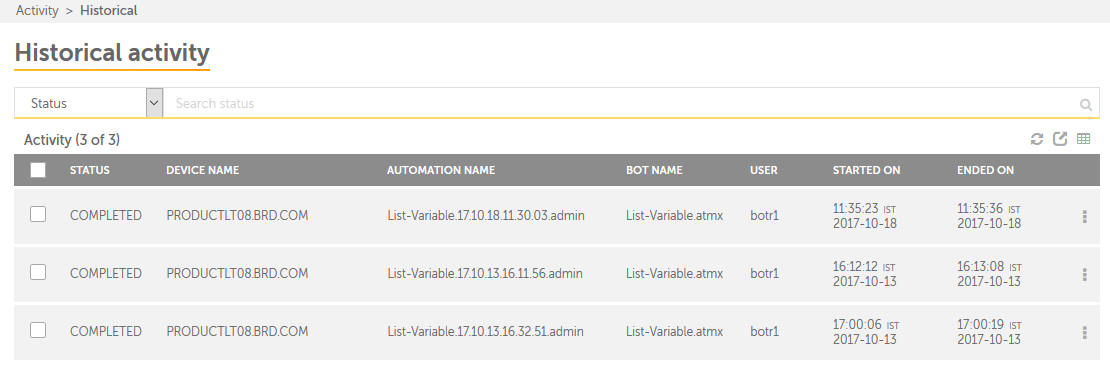 Activity > Historical
Historical activity
Status
Search status
Activity (3 of 3)
STATUS DEVICE NAME AUTOMATION NAME BOT NAME USER STARTED ON ENDED ON
COMPLETED PRODUCTLT08.BRD.COM List-Variable.17.10.18.11.30.03.admin List-Variable.atmx botr1 11:35:23 IST 11:35:36 IST
2017-10-18 2017-10-18
COMPLETED PRODUCTLT08.BRD.COM List-Variable.17.10.13.16.11.56.admin List-Variable.atmx botr1 16:12:12 IST 16:13:08 IST
2017-10-13 2017-10-13
COMPLETED PRODUCTLT08.BRD.COM List-Variable.17.10.13.16.32.51.admin List-Variable.atmx botr1 17:00:06 IST 17:00:19 IST
2017-10-13 2017-10-13